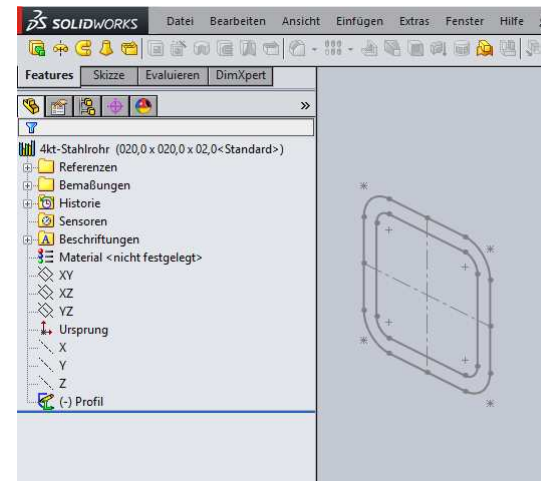 SOLIDWORKS Datei Bearbeiten Ansicht Einfügen Extras Fenster Hilfe
Features Skizze Evaluieren DimXpert
»
4kt-Stahlrohr (020,0 x 020,0 x 02,0<Standard>)
Referenzen
Bemaßungen
Historie
Sensoren
A Beschriftungen
Material <nicht festgelegt>
XY
XZ
YZ
Ursprung
X
Y
Z
(-) Profil